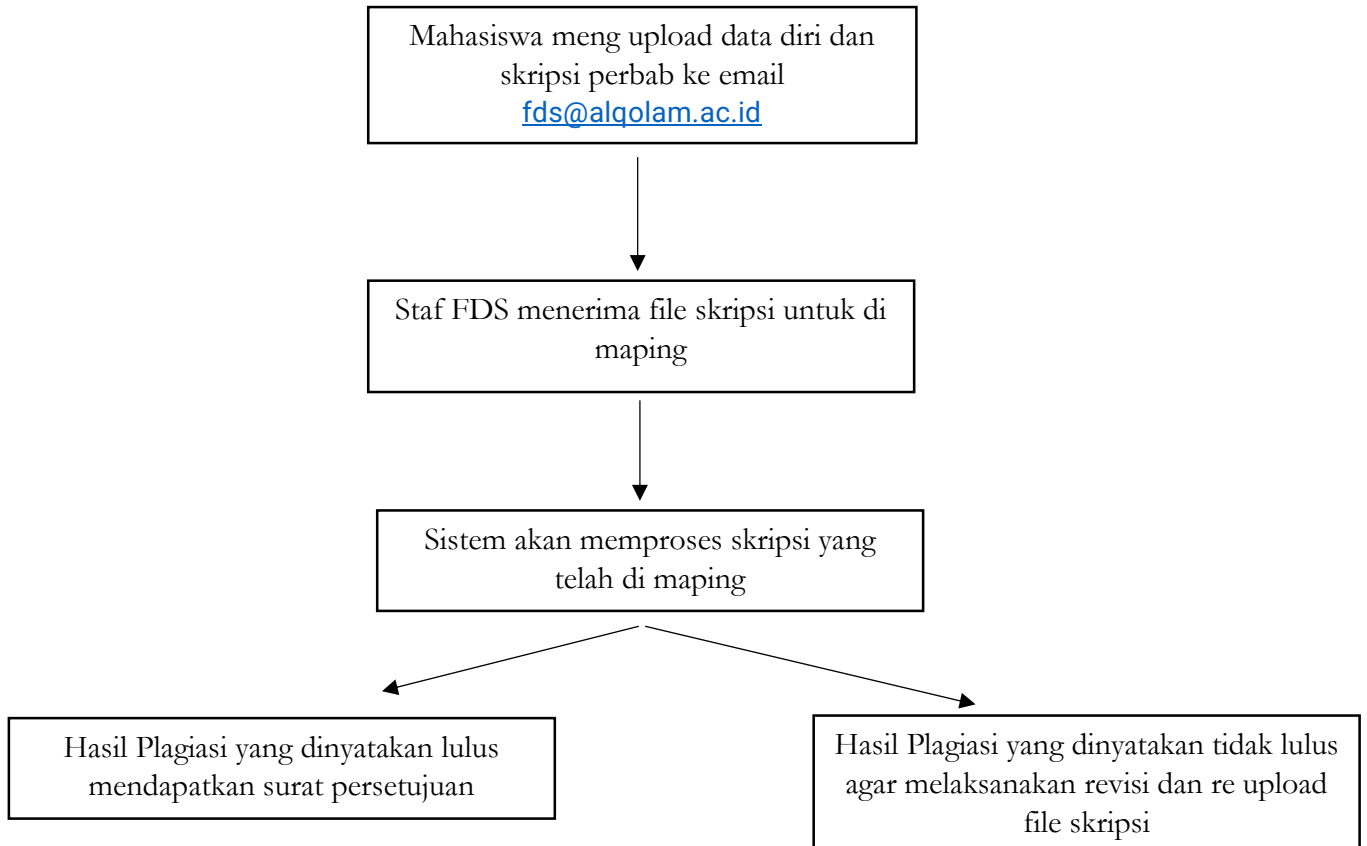 Mahasiswa meng upload data diri dan
skripsi perbab ke email
fds@alqolam.ac.id
Staf FDS menerima file skripsi untuk di
maping
Sistem akan memproses skripsi yang
telah di maping
Hasil Plagiasi yang dinyatakan lulus
mendapatkan surat persetujuan
Hasil Plagiasi yang dinyatakan tidak lulus
agar melaksanakan revisi dan re upload
file skripsi